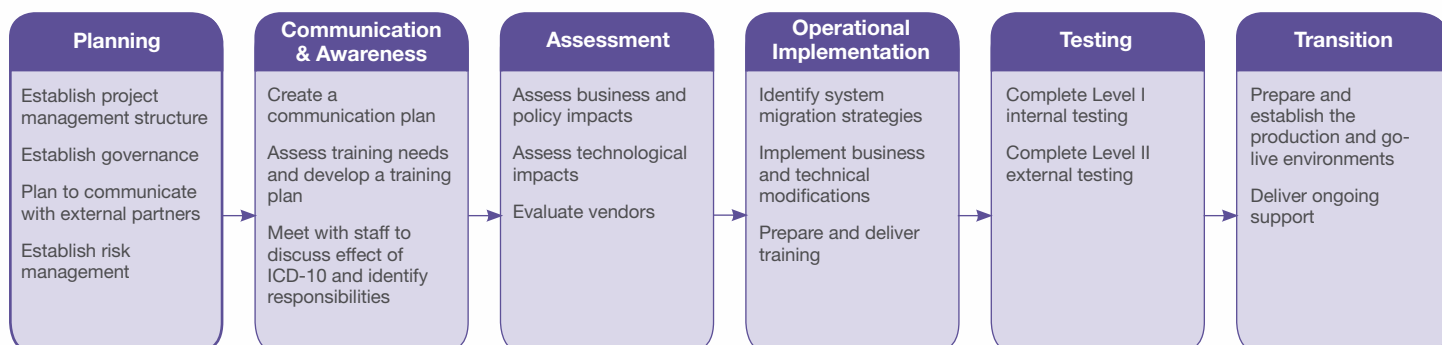 Planning
Establish project
management structure
Establish governance
Plan to communicate
with external partners
Establish risk
management
Communication
& Awareness
Create a
communication plan
Assess training needs
and develop a training
plan
Meet with staff to
discuss effect of
ICD-10 and identify
responsibilities
Assessment
Assess business and
policy impacts
Assess technological
impacts
Evaluate vendors
Operational
Implementation
Identify system
migration strategies
Implement business
and technical
modifications
Prepare and deliver
training
Testing
Complete Level I
internal testing
Complete Level II
external testing
Transition
Prepare and
establish the
production and go-
live environments
Deliver ongoing
support